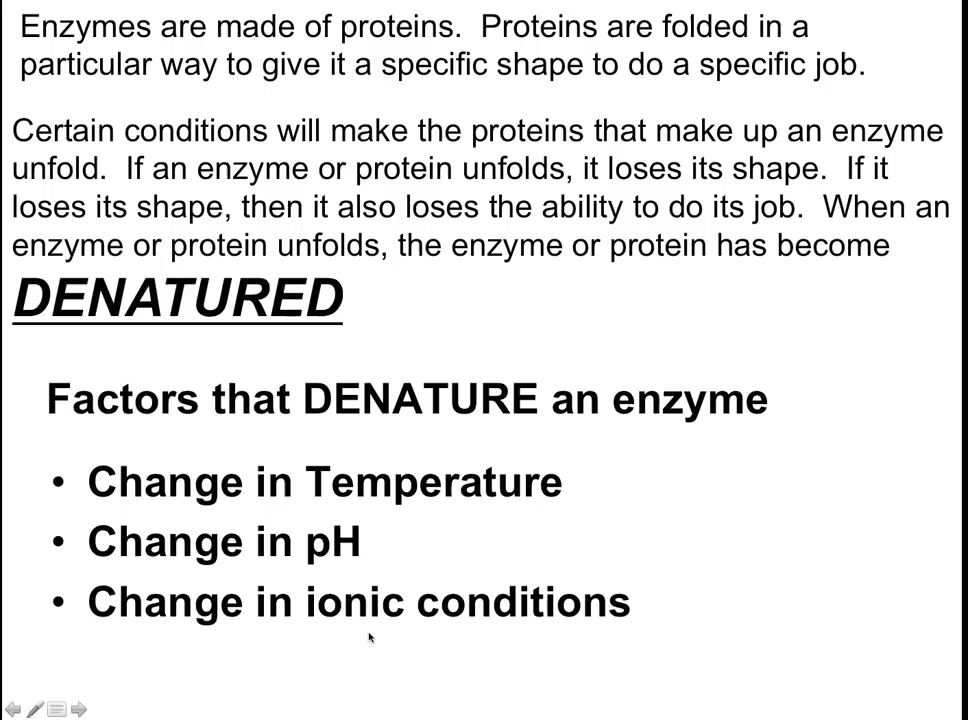 Enzymes are made of proteins.  Proteins are folded in a
particular way to give it a specific shape to do a specific job.
Certain conditions will make the proteins that make up an enzyme
unfold.  If an enzyme or protein unfolds, it loses its shape.  If it
loses its shape, then it also loses the ability to do its job.  When an
enzyme or protein unfolds, the enzyme or protein has become
DENATURED
Factors that DENATURE an enzyme
• Change in Temperature
• Change in pH
• Change in ionic conditions